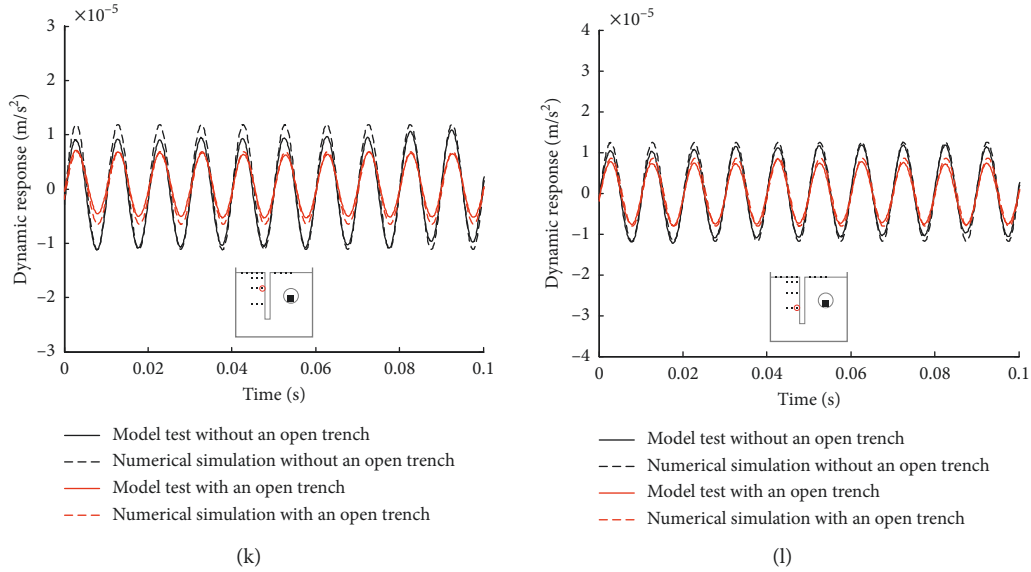 ×10⁻⁵
3
2
1
0
−1
−2
−3
Dynamic response (m/s²)
0 0.02 0.04 0.06 0.08 0.1
Time (s)
Model test without an open trench
Numerical simulation without an open trench
Model test with an open trench
Numerical simulation with an open trench
(k)
×10⁻⁵
4
3
2
1
0
−1
−2
−3
−4
Dynamic response (m/s²)
0 0.02 0.04 0.06 0.08 0.1
Time (s)
Model test without an open trench
Numerical simulation without an open trench
Model test with an open trench
Numerical simulation with an open trench
(l)